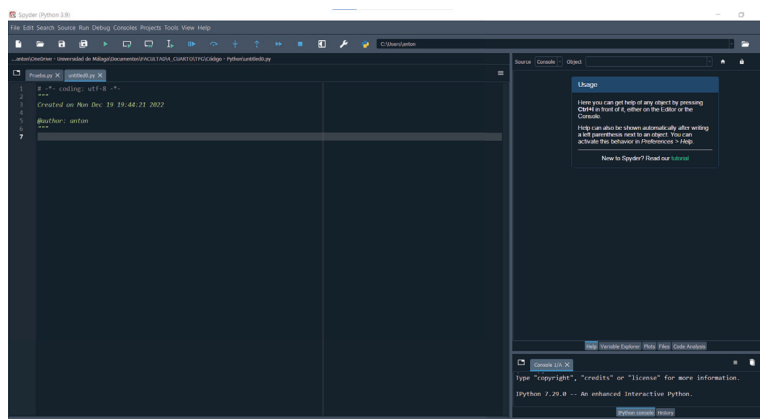 Spyder (Python 3.9)
File Edit Search Source Run Debug Consoles Projects Tools View Help
C:\Users\anton
...anton\OneDrive - Universidad de Málaga\Documentos\FACULTAD\4_CUARTO\TFG\Código - Python\untitled0.py
Prueba.py X untitled0.py X
1 # -*- coding: utf-8 -*-
2 """
3 Created on Mon Dec 19 19:44:21 2022
4
5 @author: anton
6 """
7
Source Console Object
Usage
Here you can get help of any object by pressing
Ctrl+I in front of it, either on the Editor or the
Console.
Help can also be shown automatically after writing
a left parenthesis next to an object. You can
activate this behavior in Preferences > Help.
New to Spyder? Read our tutorial
Help Variable Explorer Plots Files Code Analysis
Console 1/A X
Type "copyright", "credits" or "license" for more information.
IPython 7.29.0 -- An enhanced Interactive Python.
IPython console History